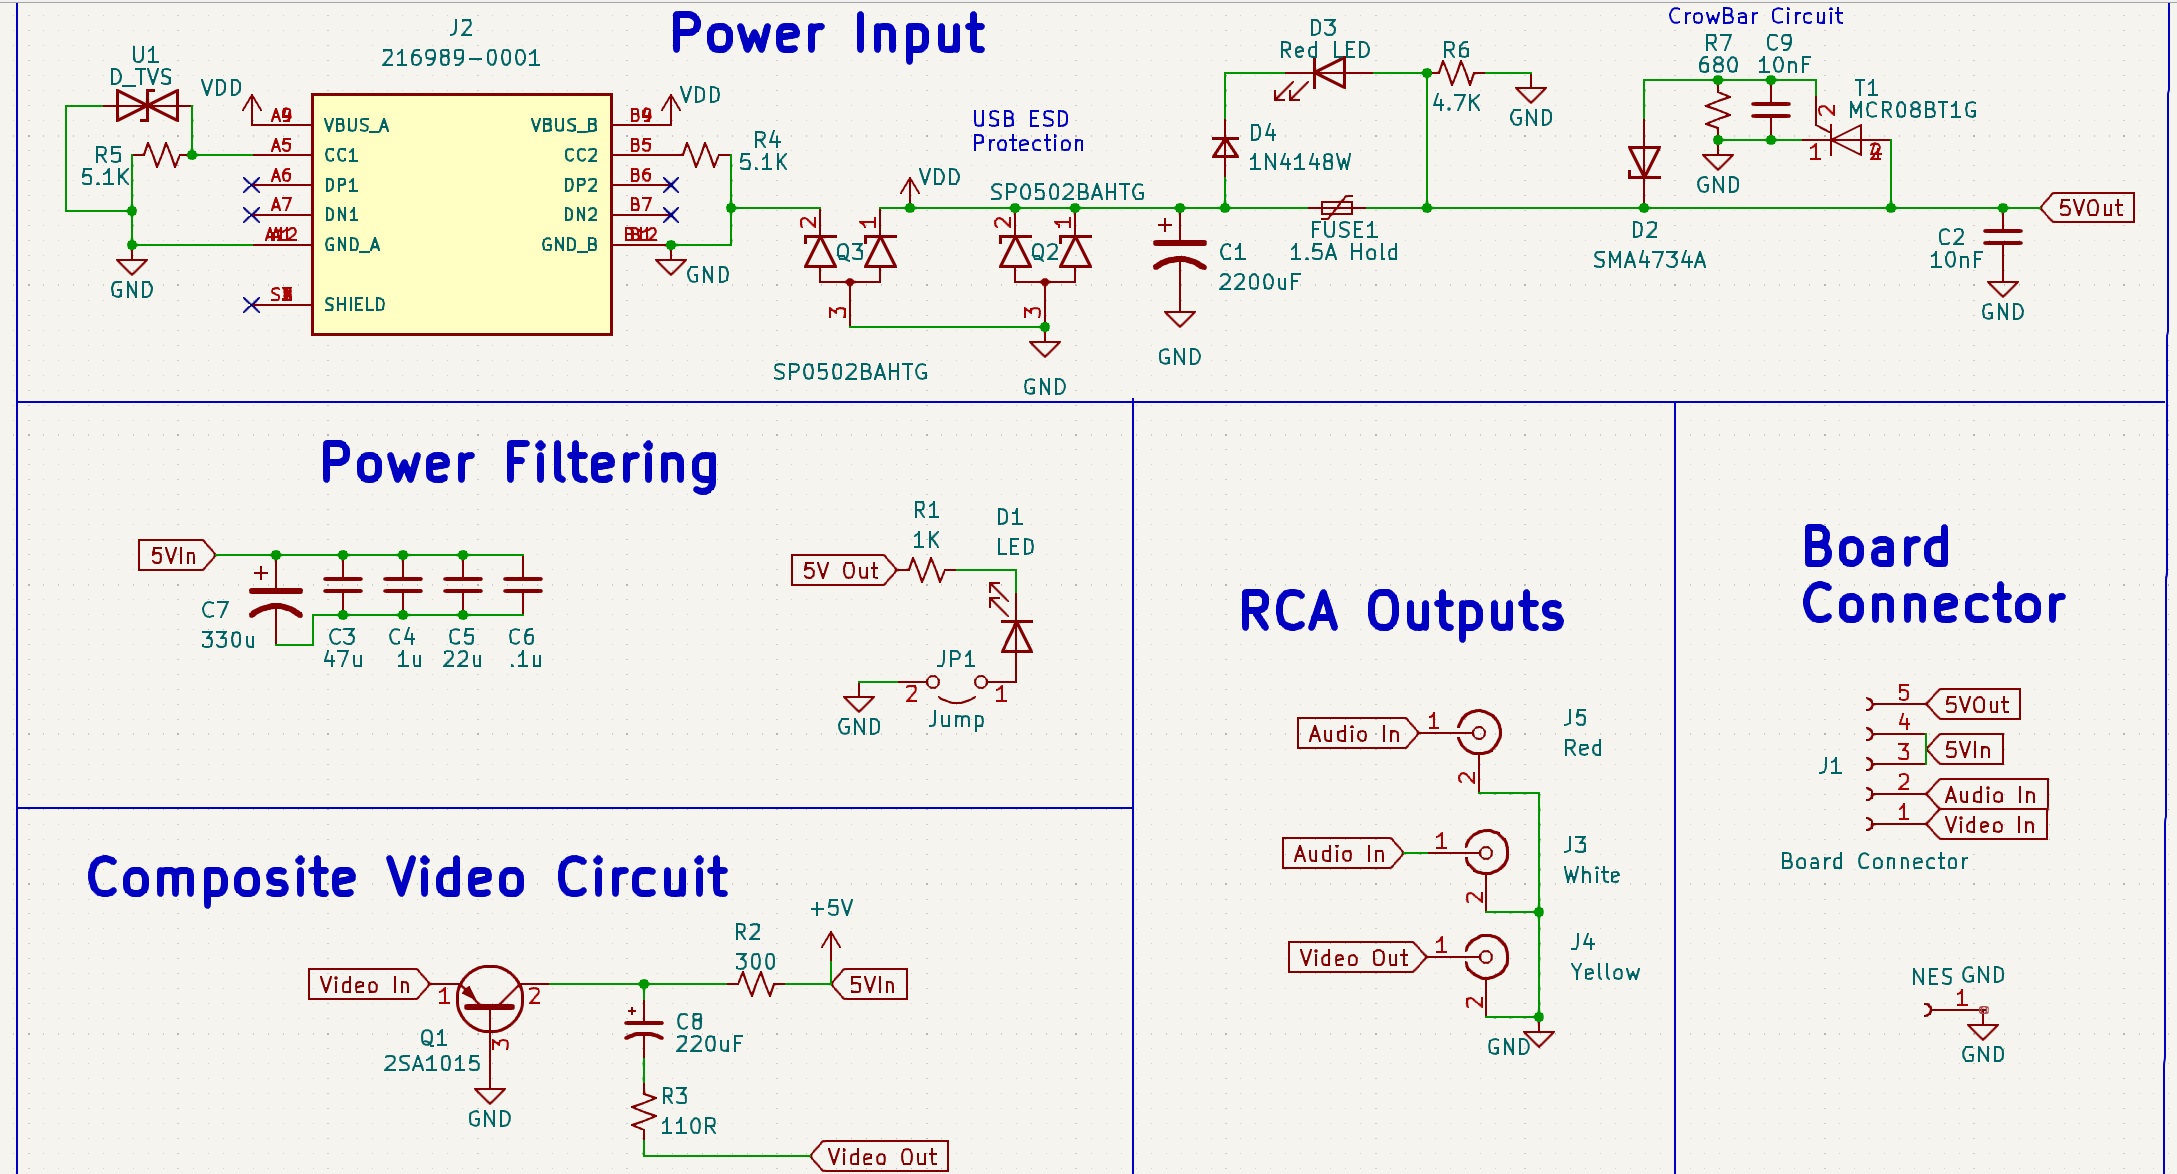 Power Input
CrowBar Circuit
J2
216989-0001
U1
D_TVS
VDD
VDD
R5
5.1K
A5
A6
A7
VBUS_A
CC1
DP1
DN1
GND_A
SHIELD
VBUS_B
CC2
DP2
DN2
GND_B
B5
B6
B7
R4
5.1K
GND
GND
USB ESD
Protection
VDD
SP0502BAHTG
2
1
Q3
3
2
1
Q2
3
SP0502BAHTG
GND
D3
Red LED
R6
4.7K
GND
D4
1N4148W
FUSE1
1.5A Hold
+
C1
2200uF
GND
R7
680
C9
10nF
T1
MCR08BT1G
2
1
GND
D2
SMA4734A
5VOut
C2
10nF
GND
Power Filtering
5VIn
+
C7
330u
C3
47u
C4
1u
C5
22u
C6
.1u
R1
1K
D1
LED
5V Out
JP1
2
1
Jump
GND
Composite Video Circuit
+5V
R2
300
Video In
1
2
5VIn
Q1
2SA1015
3
GND
+
C8
220uF
R3
110R
Video Out
RCA Outputs
Audio In
1
2
J5
Red
Audio In
1
2
J3
White
Video Out
1
2
J4
Yellow
GND
Board
Connector
5
5VOut
4
3
5VIn
J1
2
Audio In
1
Video In
Board Connector
NES GND
1
GND